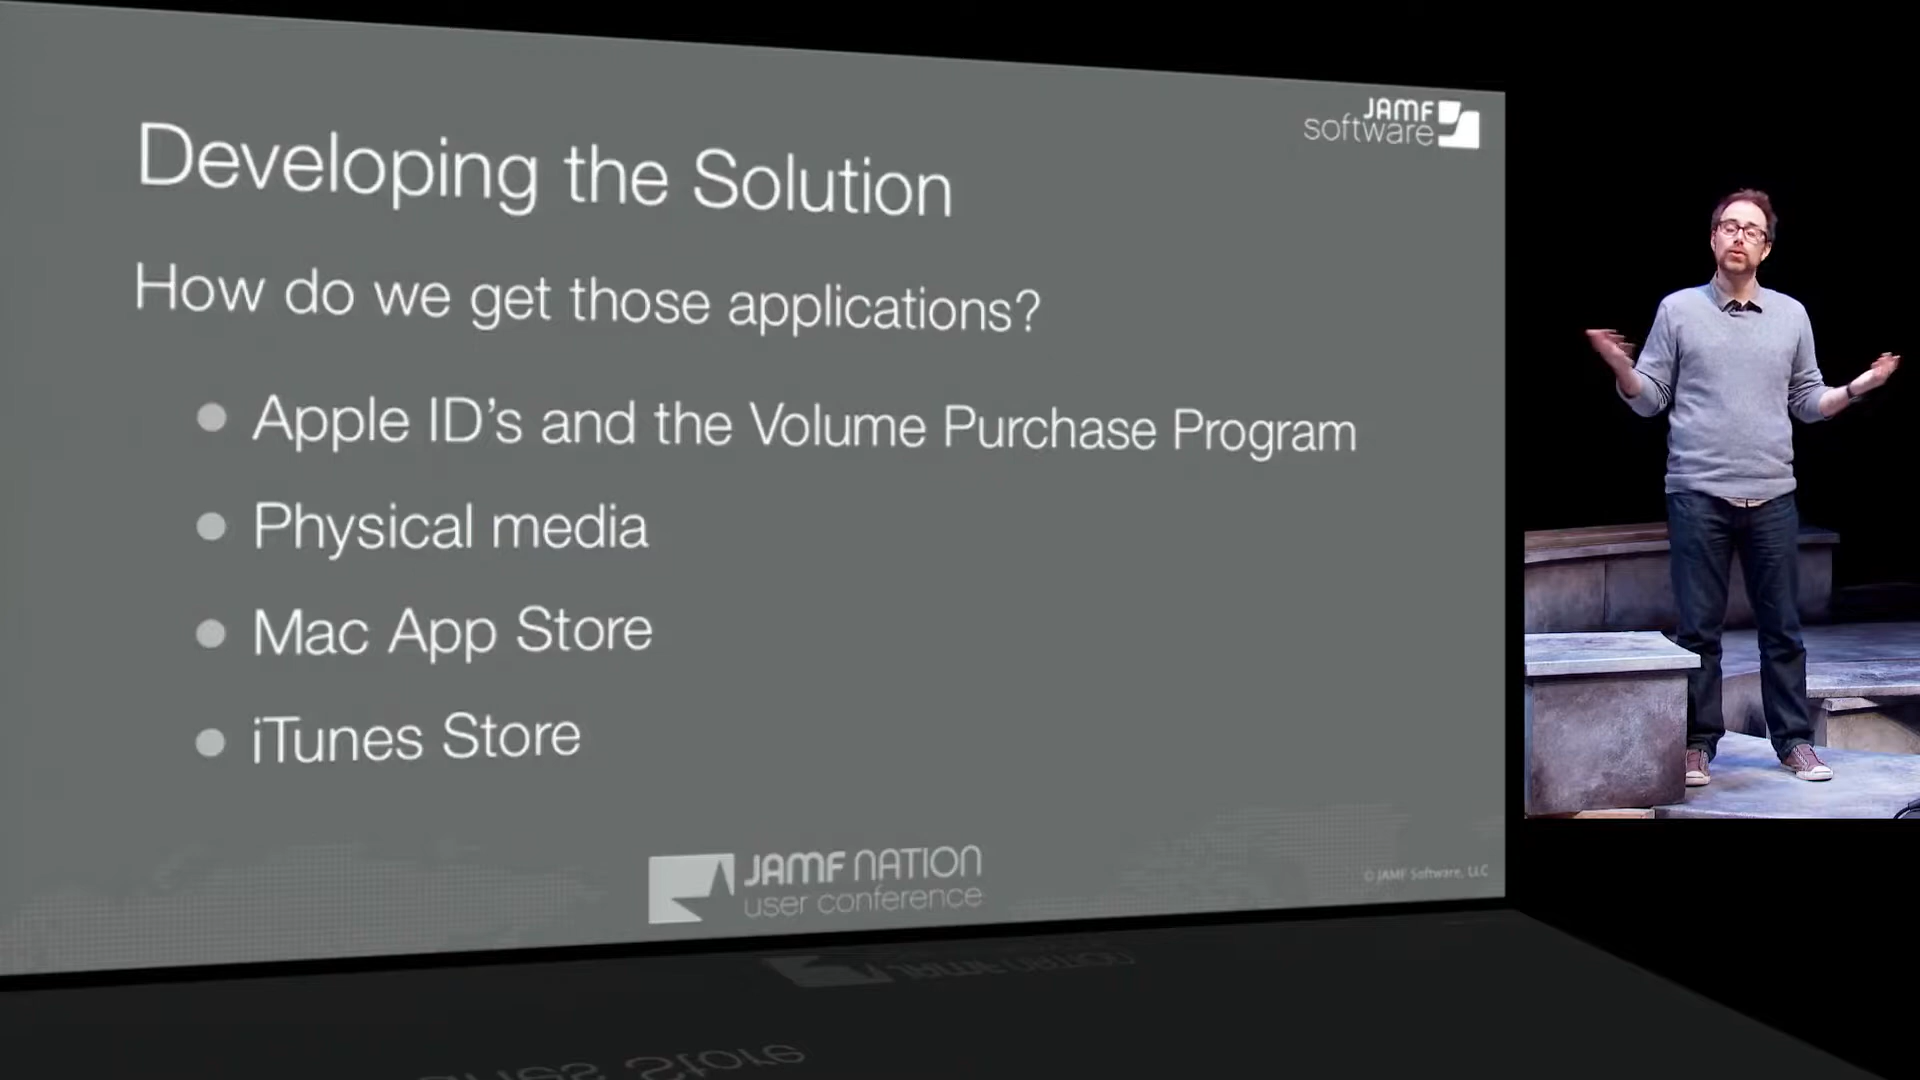 JAMF
software
Developing the Solution
How do we get those applications?
Apple ID's and the Volume Purchase Program
Physical media
Mac App Store
iTunes Store
JAMF NATION
user conference
© JAMF Software, LLC